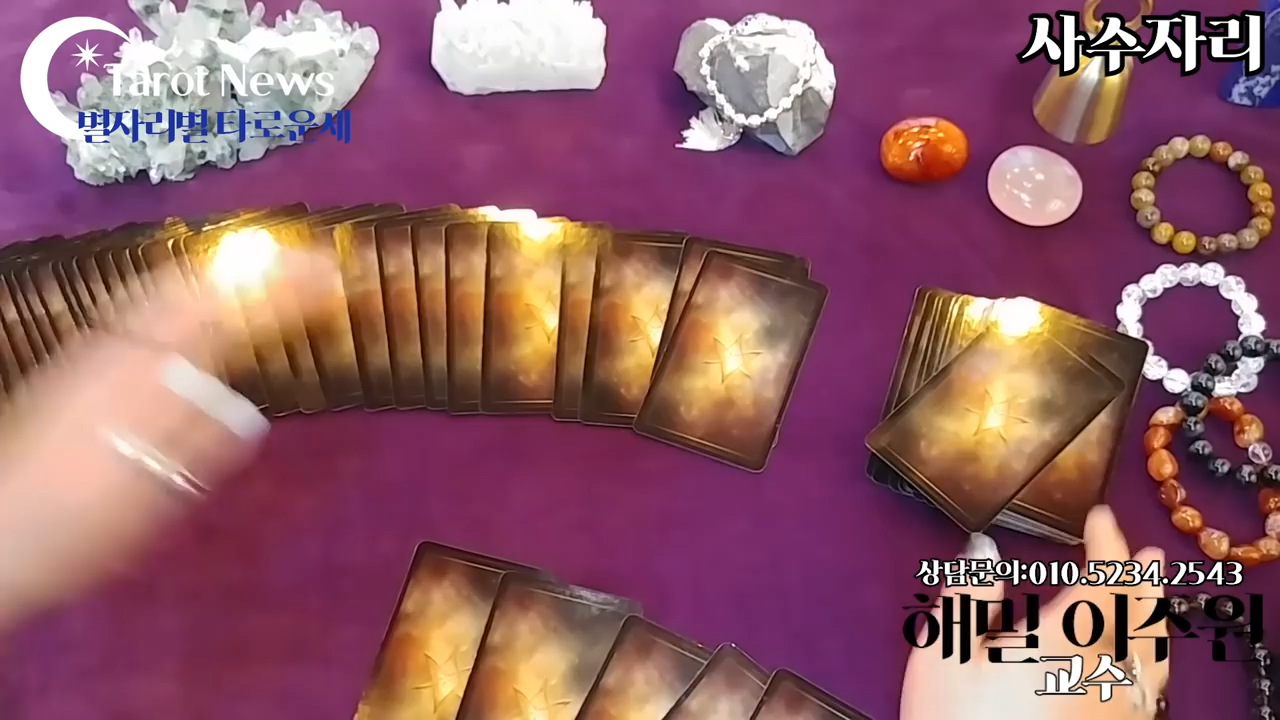 Tarot News
별자리별 타로운세
사수자리
상담문의:010.5234.2543
해밀 이주원
교수